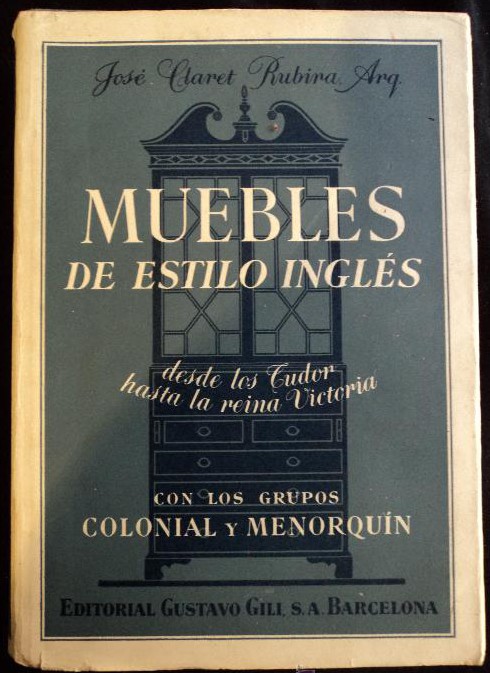 José Claret Rubira, Arq.
MUEBLES
DE ESTILO INGLÉS
desde los Tudor
hasta la reina Victoria
CON LOS GRUPOS
COLONIAL Y MENORQUÍN
EDITORIAL GUSTAVO GILI, S.A. BARCELONA